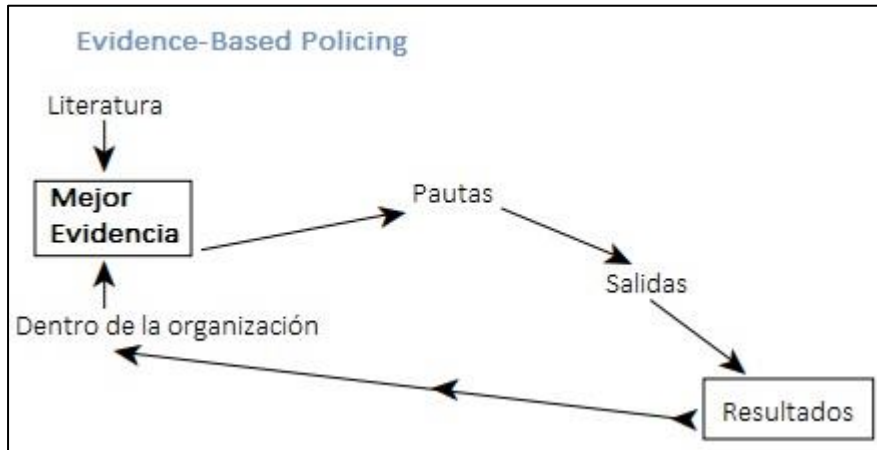 Evidence-Based Policing
Literatura
Mejor
Evidencia
Pautas
Salidas
Dentro de la organización
Resultados